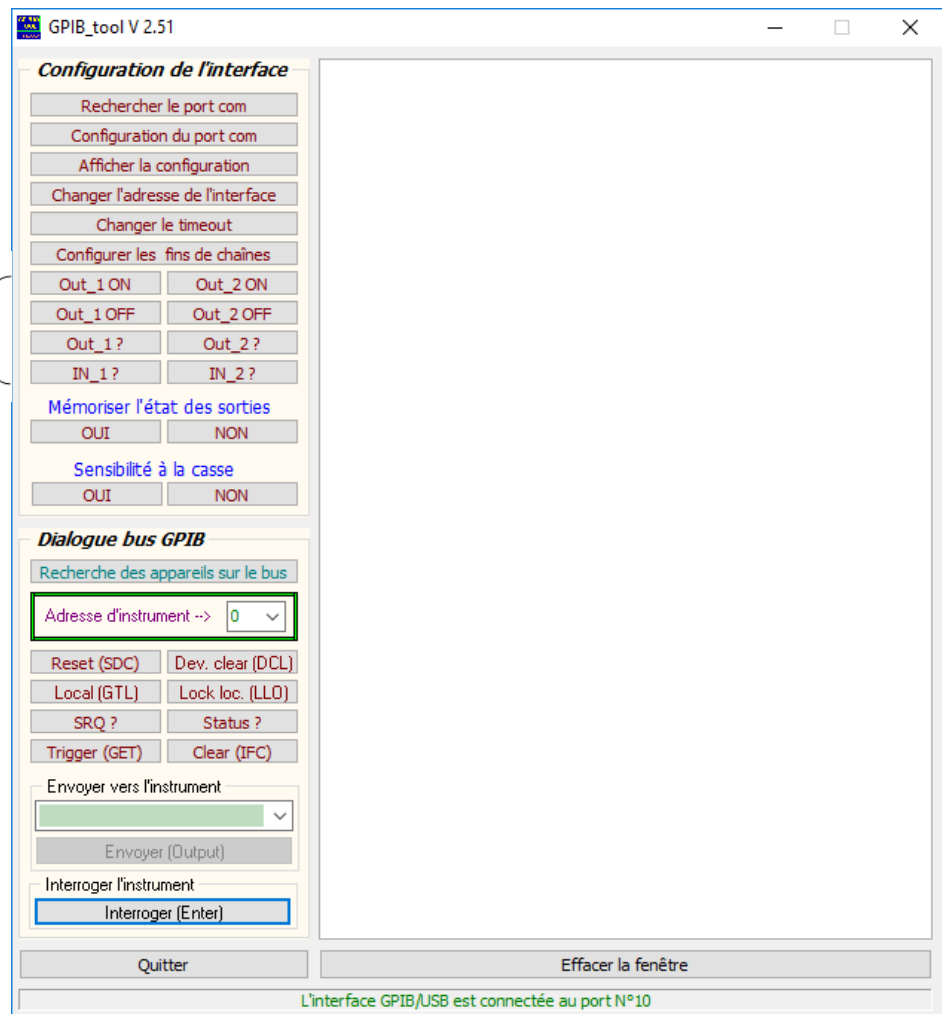 GPIB_tool V 2.51
Configuration de l'interface
Rechercher le port com
Configuration du port com
Afficher la configuration
Changer l'adresse de l'interface
Changer le timeout
Configurer les fins de chaînes
Out_1 ON Out_2 ON
Out_1 OFF Out_2 OFF
Out_1 ? Out_2 ?
IN_1 ? IN_2 ?
Mémoriser l'état des sorties
OUI NON
Sensibilité à la casse
OUI NON
Dialogue bus GPIB
Recherche des appareils sur le bus
Adresse d'instrument --> 0
Reset (SDC) Dev. clear (DCL)
Local (GTL) Lock loc. (LLO)
SRQ ? Status ?
Trigger (GET) Clear (IFC)
Envoyer vers l'instrument
Envoyer (Output)
Interroger l'instrument
Interroger (Enter)
Quitter Effacer la fenêtre
L'interface GPIB/USB est connectée au port N°10